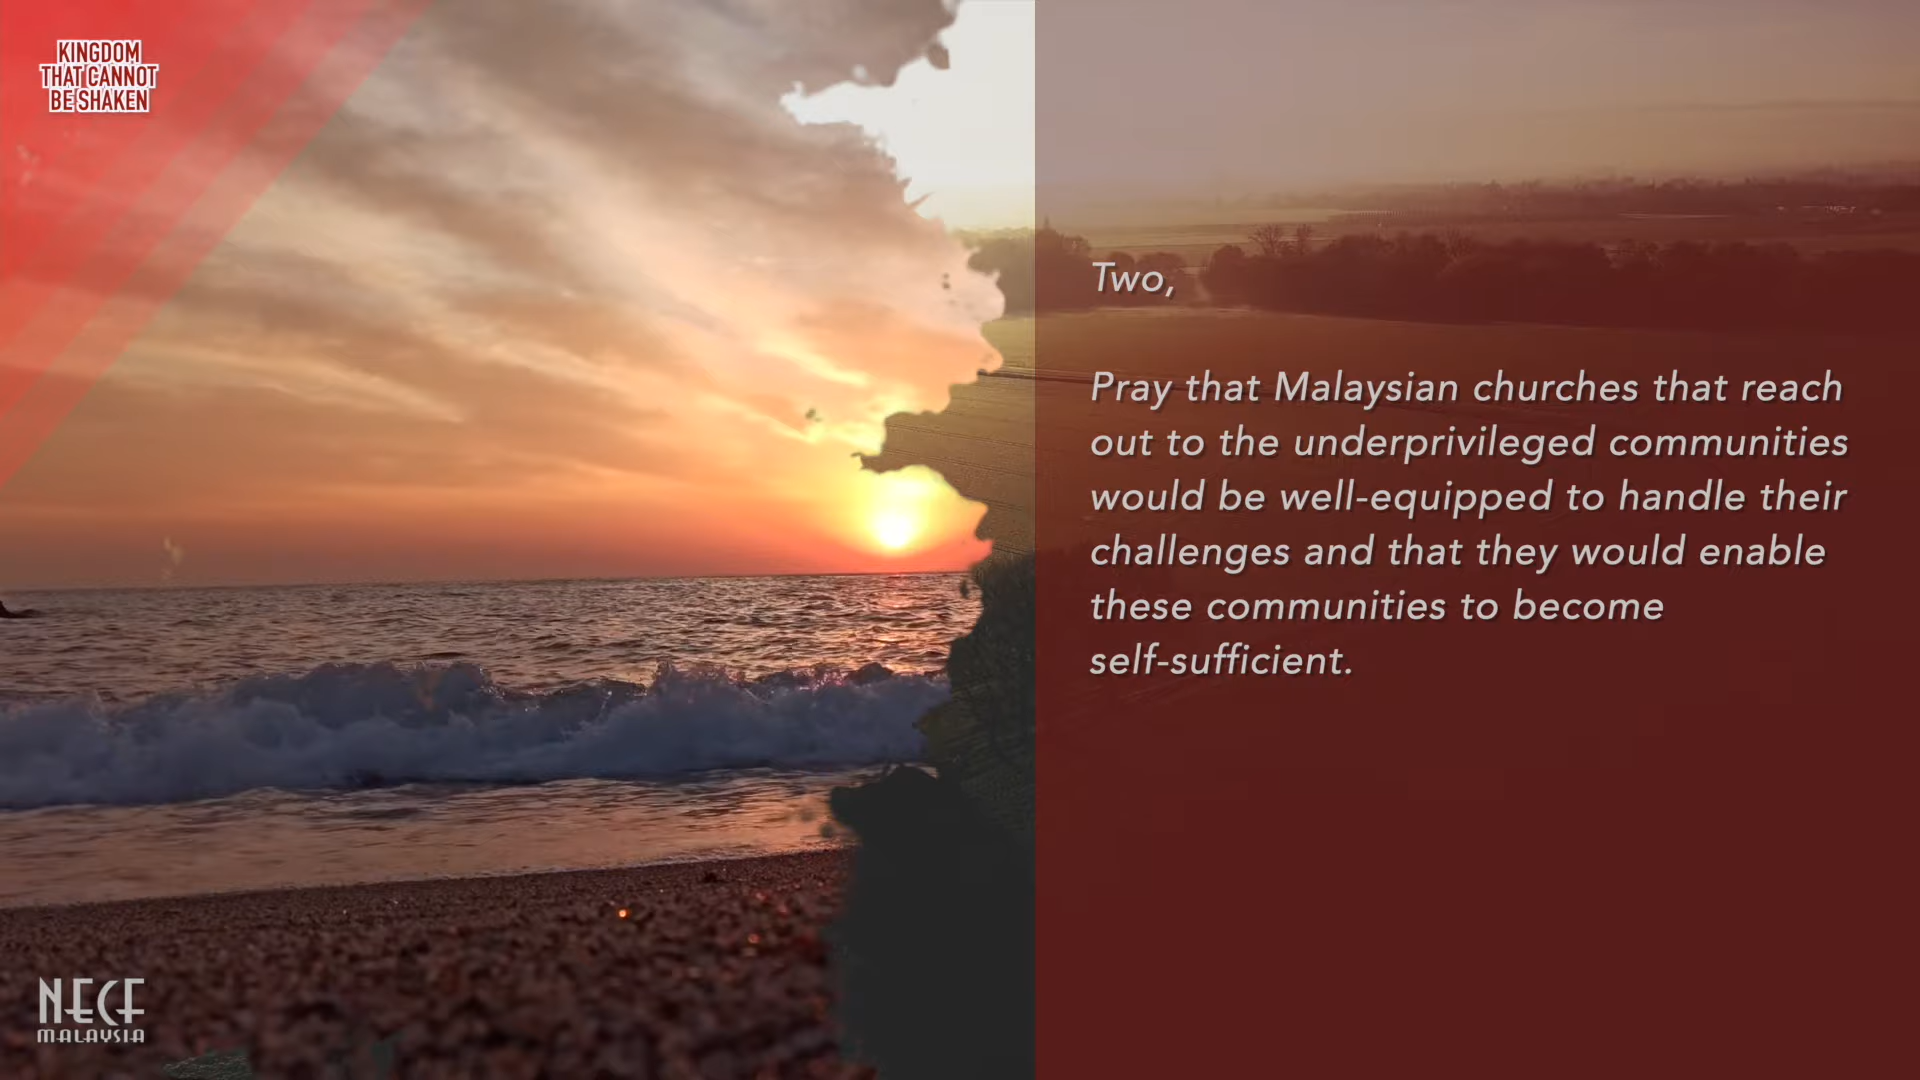 KINGDOM
THAT CANNOT
BE SHAKEN
Two,
Pray that Malaysian churches that reach
out to the underprivileged communities
would be well-equipped to handle their
challenges and that they would enable
these communities to become
self-sufficient.
NECF
MALAYSIA